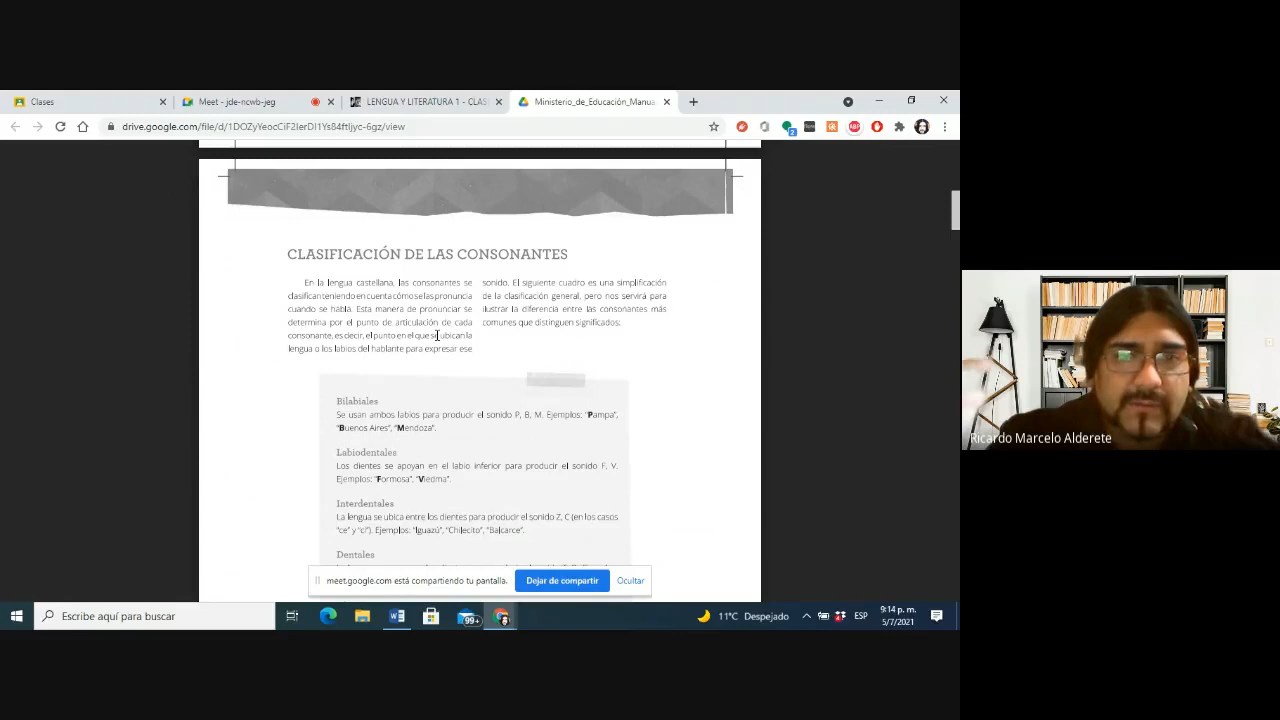 Clases
Meet - jde-ncwb-jeg
LENGUA Y LITERATURA 1 - CLAS
Ministerio_de_Educación_Manua
drive.google.com/file/d/1DOZyYeocCiF2IerDI1Ys84ftljyc-6gz/view
CLASIFICACIÓN DE LAS CONSONANTES
En la lengua castellana, las consonantes se
clasifican teniendo en cuenta cómo se las pronuncia
cuando se habla. Esta manera de pronunciar se
determina por el punto de articulación de cada
consonante, es decir, el punto en el que se ubican la
lengua o los labios del hablante para expresar ese
sonido. El siguiente cuadro es una simplificación
de la clasificación general, pero nos servirá para
ilustrar la diferencia entre las consonantes más
comunes que distinguen significados:
Bilabiales
Se usan ambos labios para producir el sonido P, B, M. Ejemplos: "Pampa",
"Buenos Aires", "Mendoza".
Labiodentales
Los dientes se apoyan en el labio inferior para producir el sonido F, V.
Ejemplos: "Formosa", "Viedma".
Interdentales
La lengua se ubica entre los dientes para producir el sonido Z, C (en los casos
"ce" y "ci"). Ejemplos: "Iguazú", "Chilecito", "Balcarce".
Dentales
meet.google.com está compartiendo tu pantalla.
Dejar de compartir
Ocultar
Ricardo Marcelo Alderete
Escribe aquí para buscar
99+
11°C Despejado
ESP
9:14 p. m.
5/7/2021